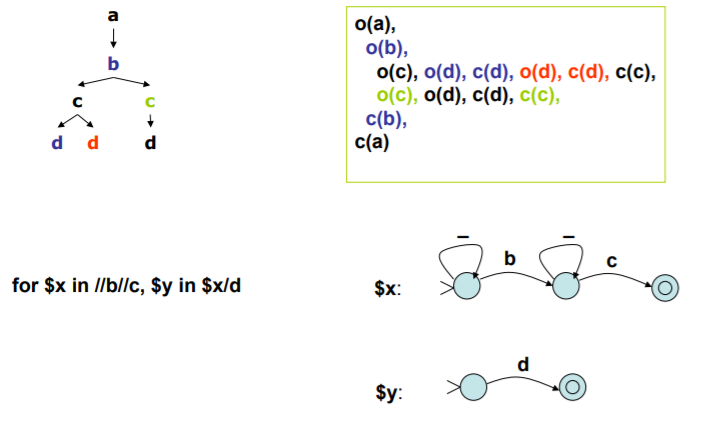 a
b
c c
d d d
o(a),
o(b),
o(c), o(d), c(d), o(d), c(d), c(c),
o(c), o(d), c(d), c(c),
c(b),
c(a)
for $x in //b//c, $y in $x/d
$x:
_ b _ c
$y:
d